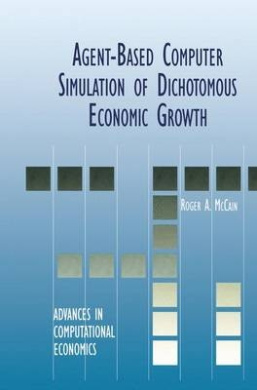 AGENT-BASED COMPUTER
SIMULATION OF DICHOTOMOUS
ECONOMIC GROWTH
ROGER A. MCCAIN
ADVANCES IN
COMPUTATIONAL
ECONOMICS